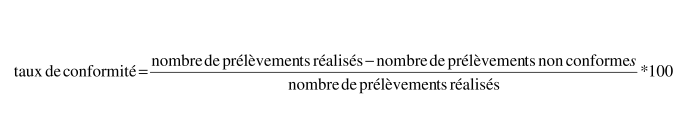 taux de conformité = nombre de prélèvements réalisés – nombre de prélèvements non conformes *100
nombre de prélèvements réalisés